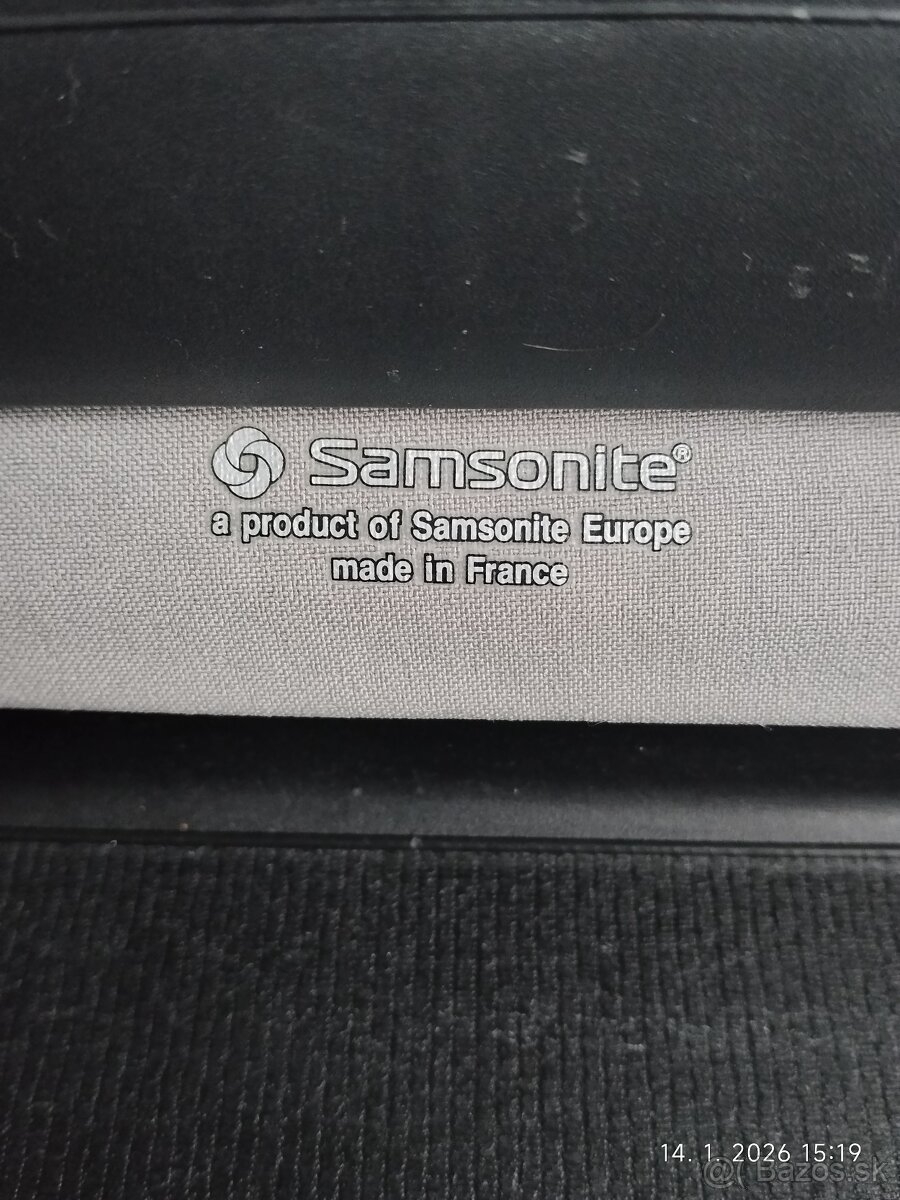 Samsonite®
a product of Samsonite Europe
made in France
14. 1. 2026 15:19
@( Bazos.sk